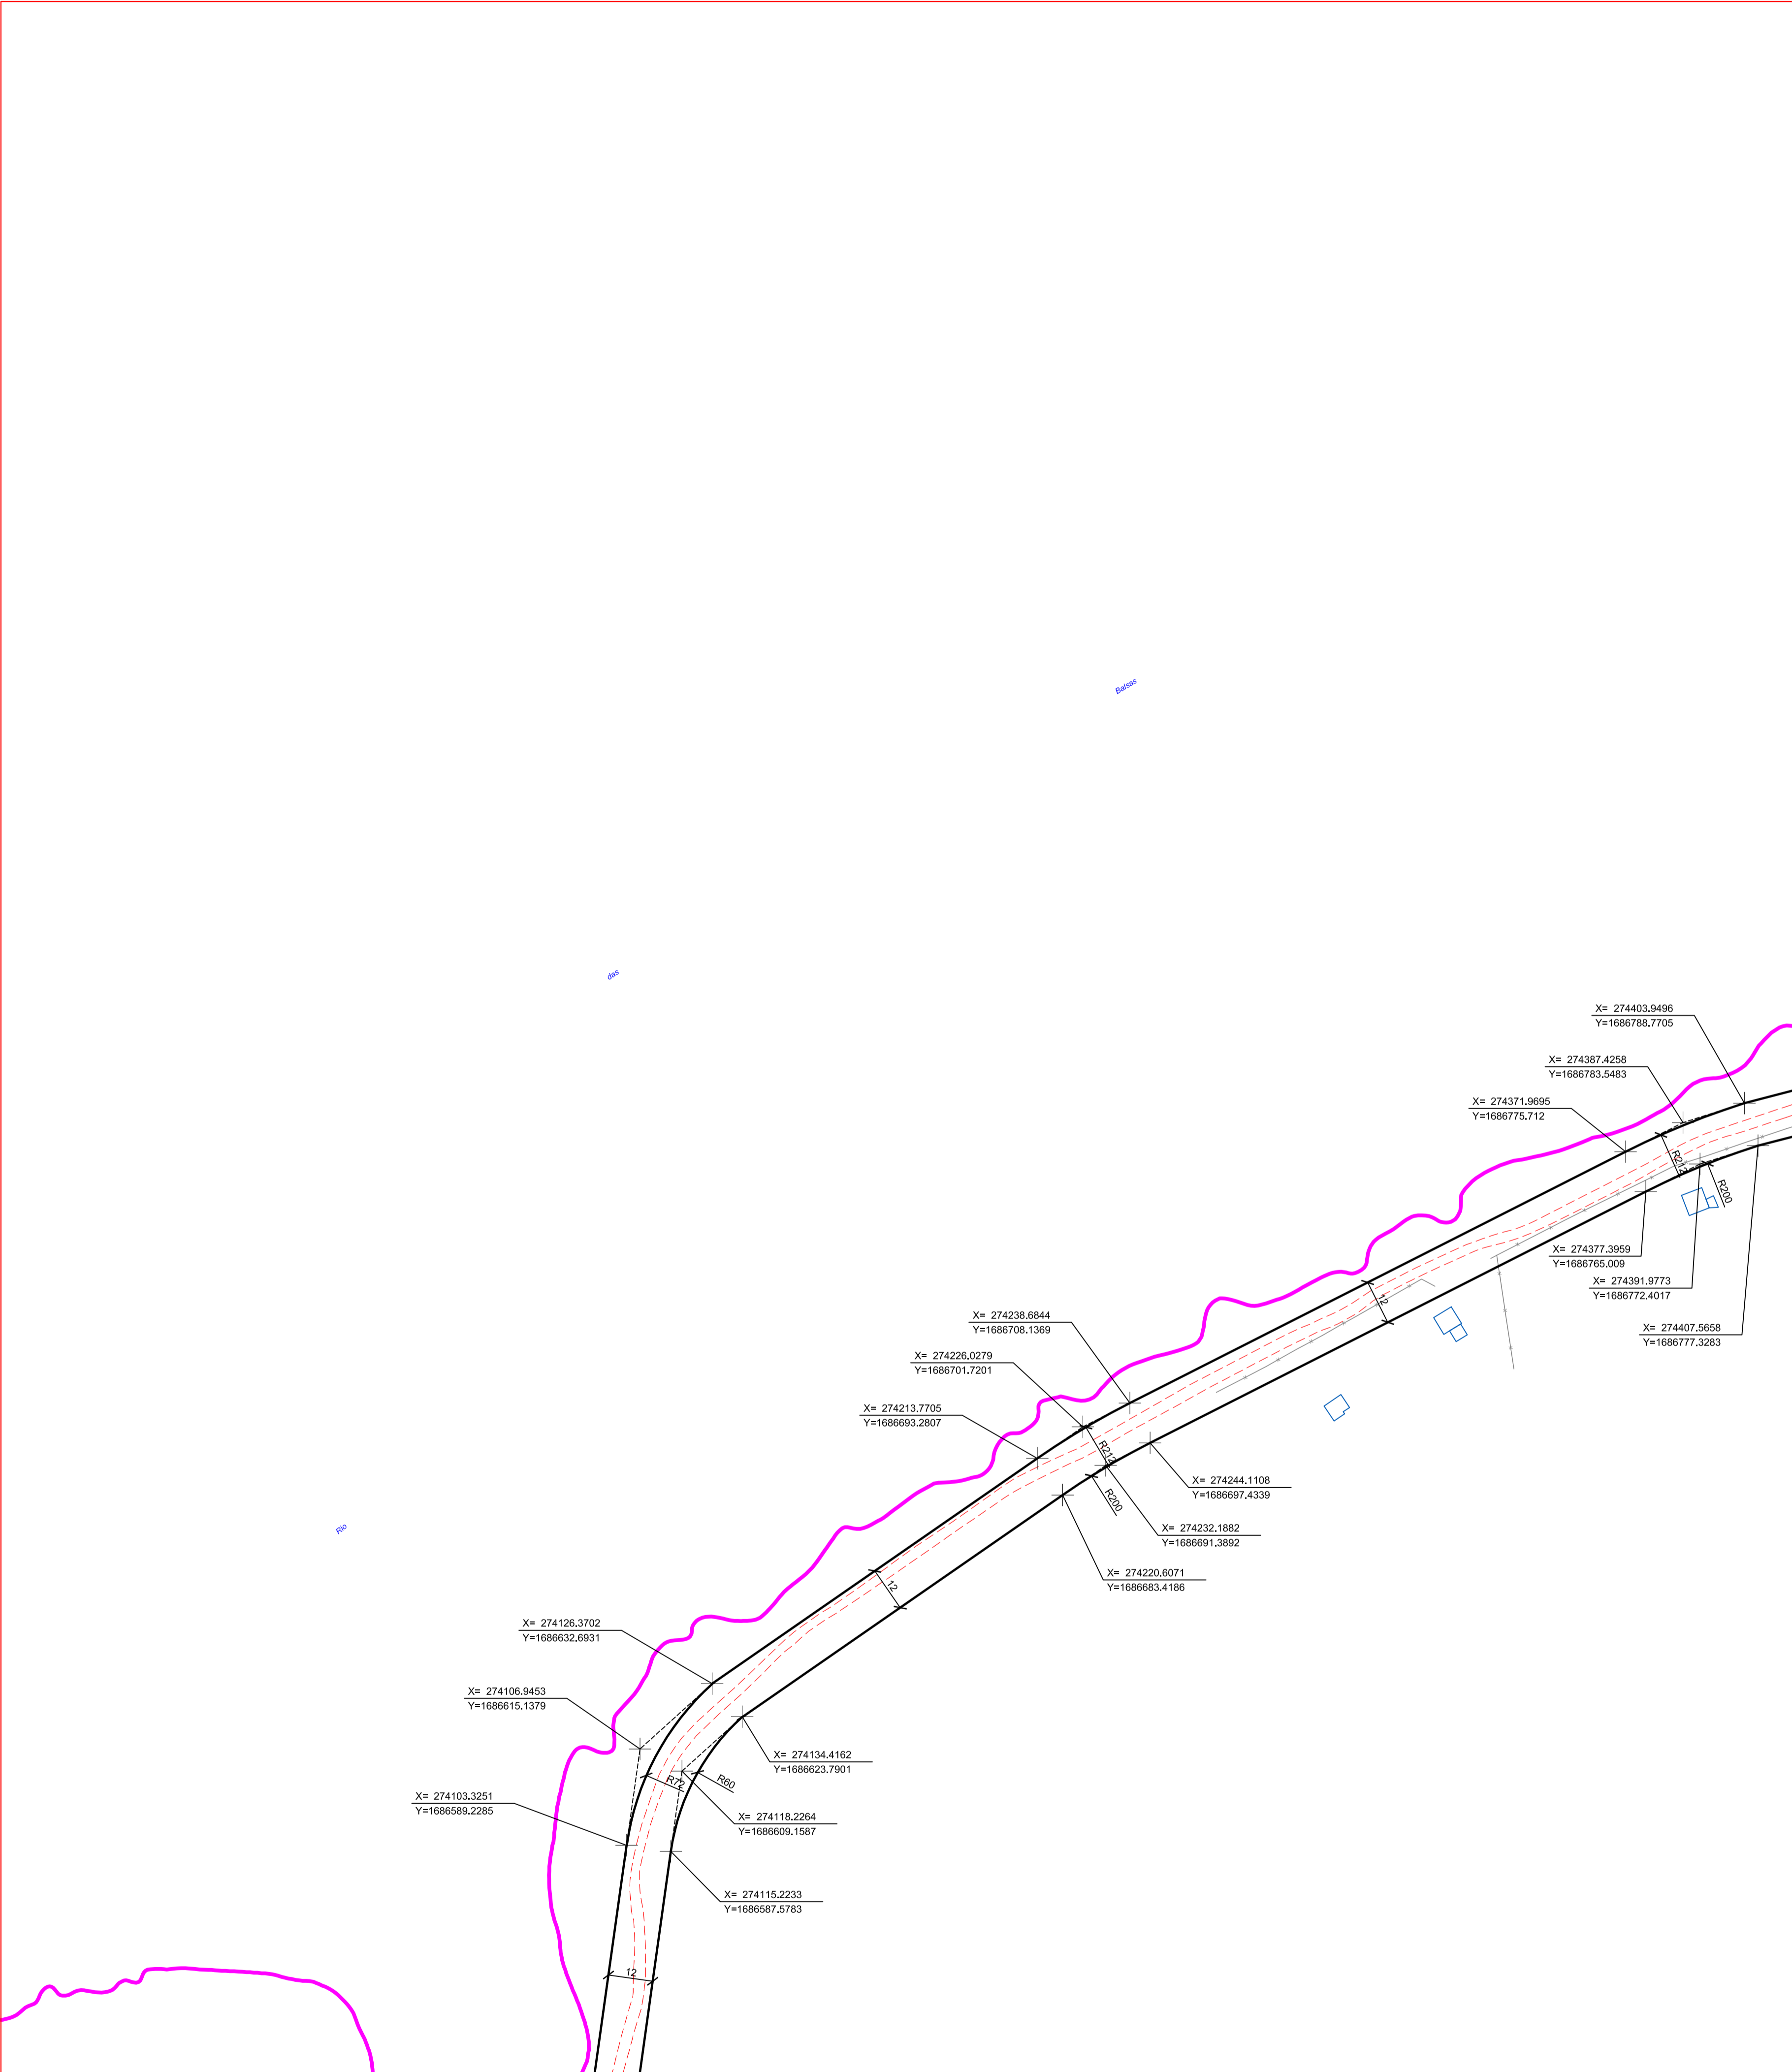 Balsas
das
X= 274403.9496
Y=1686788.7705
X= 274387.4258
Y=1686783.5483
X= 274371.9695
Y=1686775.712
R212
R200
X= 274377.3959
Y=1686765.009
X= 274391.9773
Y=1686772.4017
X= 274407.5658
Y=1686777.3283
12
X= 274238.6844
Y=1686708.1369
X= 274226.0279
Y=1686701.7201
X= 274213.7705
Y=1686693.2807
R212
R200
X= 274244.1108
Y=1686697.4339
X= 274232.1882
Y=1686691.3892
X= 274220.6071
Y=1686683.4186
Rio
12
X= 274126.3702
Y=1686632.6931
X= 274106.9453
Y=1686615.1379
X= 274134.4162
Y=1686623.7901
R72
R60
X= 274103.3251
Y=1686589.2285
X= 274118.2264
Y=1686609.1587
X= 274115.2233
Y=1686587.5783
12